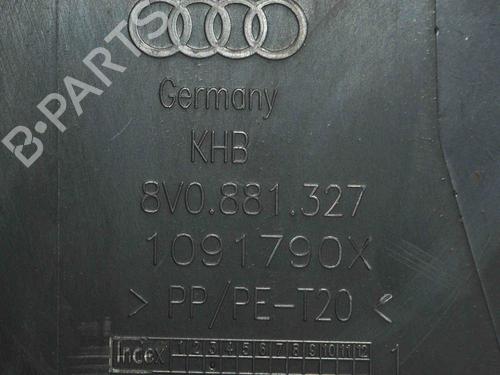 B-PARTS
Germany
KHB
8V0.881.327
1091790X
> PP/PE-T20 <
Index 1 2 3 4 5 6 7 8 9 10 11 12
1